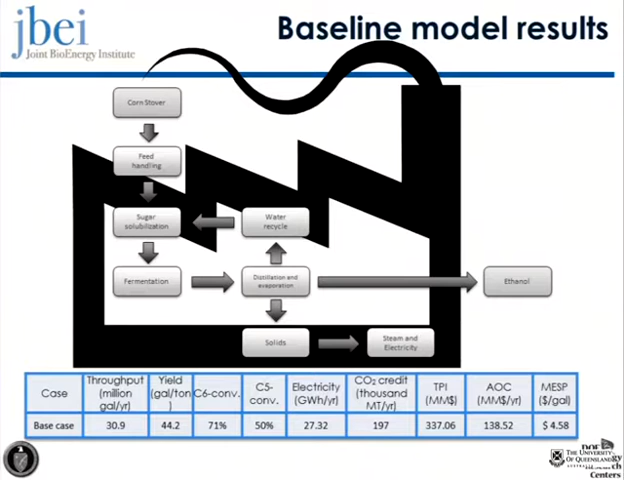 jbei
Joint BioEnergy Institute
Baseline model results
Corn Stover
Feed
handling
Sugar
solubilization
Water
recycle
Fermentation
Distillation and
evaporation
Ethanol
Solids
Steam and
Electricity
Case
Throughput
(million
gal/yr)
Yield
(gal/ton
)
C6-conv.
C5-
conv.
Electricity
(GWh/yr)
CO₂ credit
(thousand
MT/yr)
TPI
(MM$)
AOC
(MM$/yr)
MESP
($/gal)
Base case
30.9
44.2
71%
50%
27.32
197
337.06
138.52
$ 4.58
THE UNIVERSITY
OF QUEENSLAND
Centers